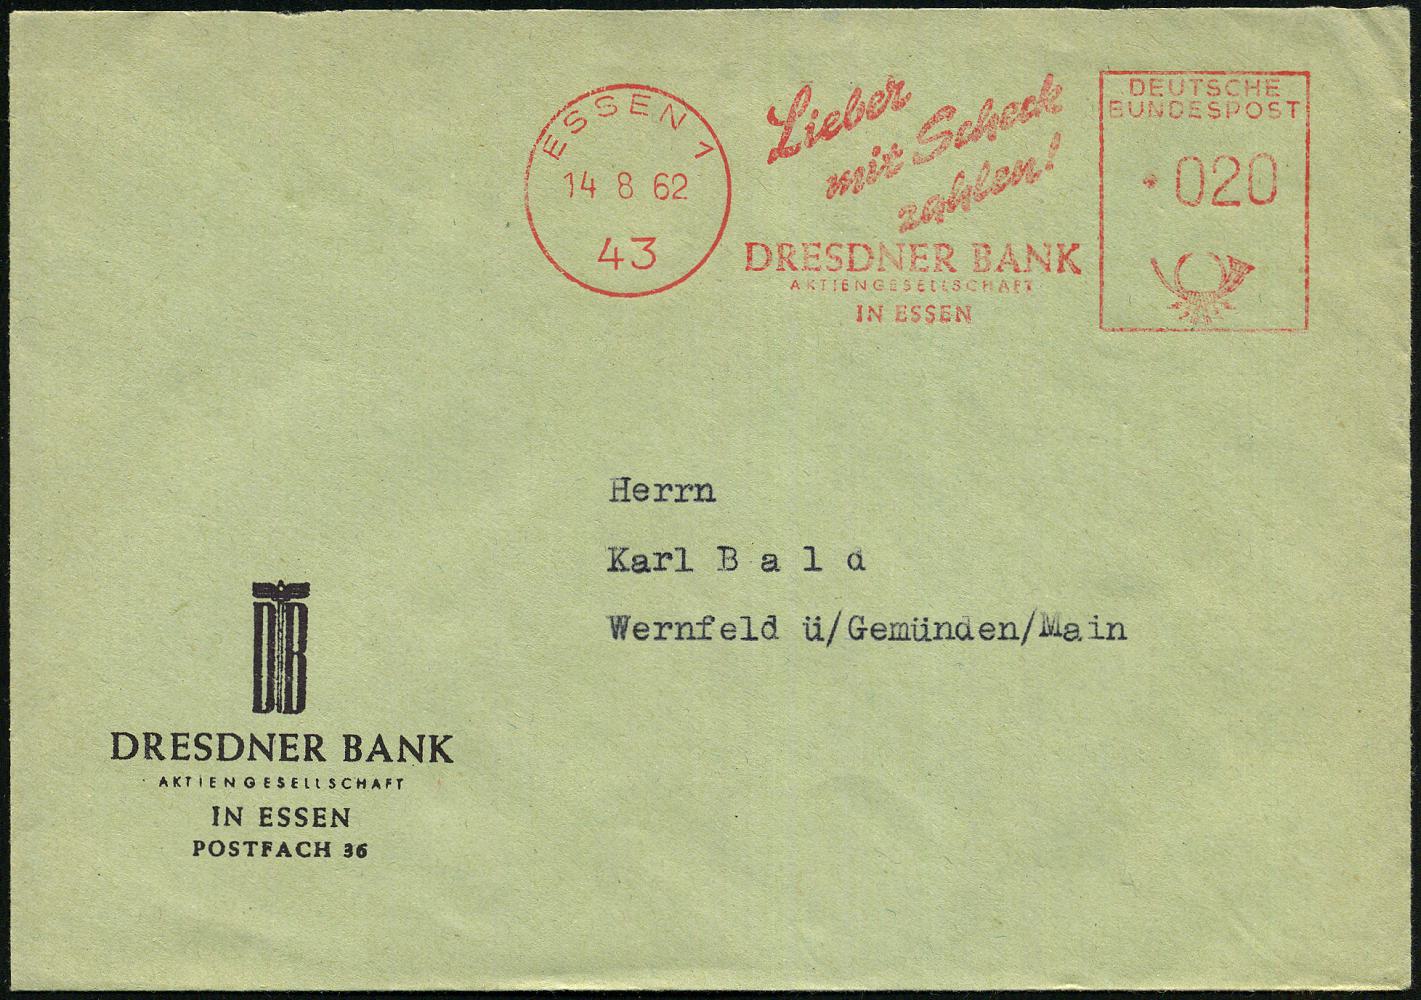 ESSEN 1
14 8 62
43
Lieber
mit Scheck
zahlen!
DRESDNER BANK
AKTIENGESELLSCHAFT
IN ESSEN
DEUTSCHE
BUNDESPOST
020
Herrn
Karl B a l d
Wernfeld ü/Gemünden/Main
DB
DRESDNER BANK
AKTIENGESELLSCHAFT
IN ESSEN
POSTFACH 36